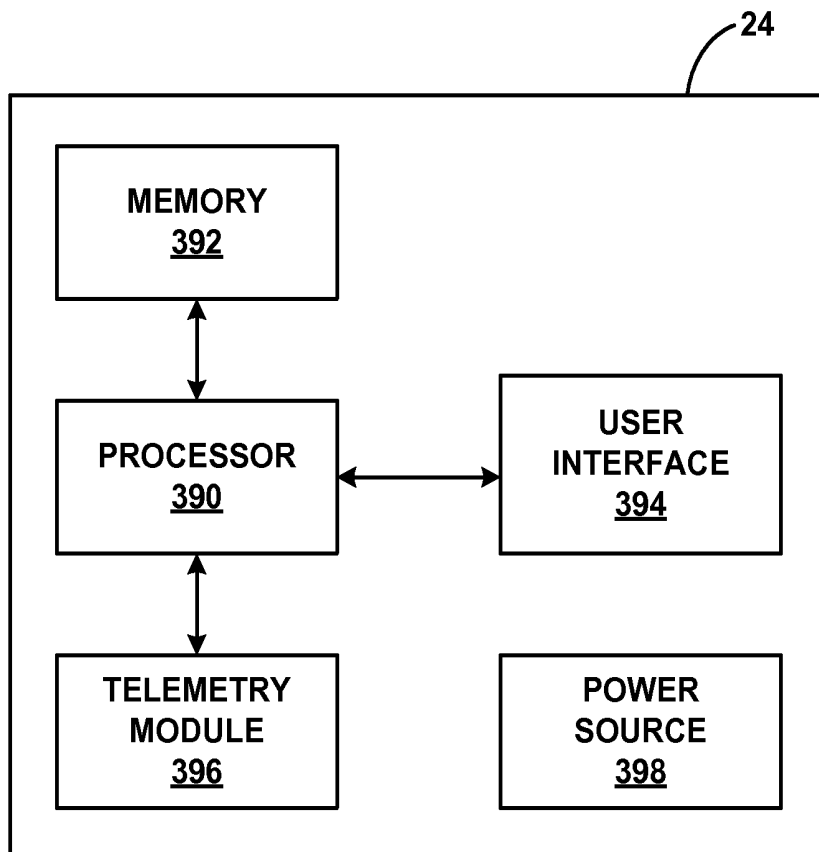 24
MEMORY
392
PROCESSOR
390
USER
INTERFACE
394
TELEMETRY
MODULE
396
POWER
SOURCE
398